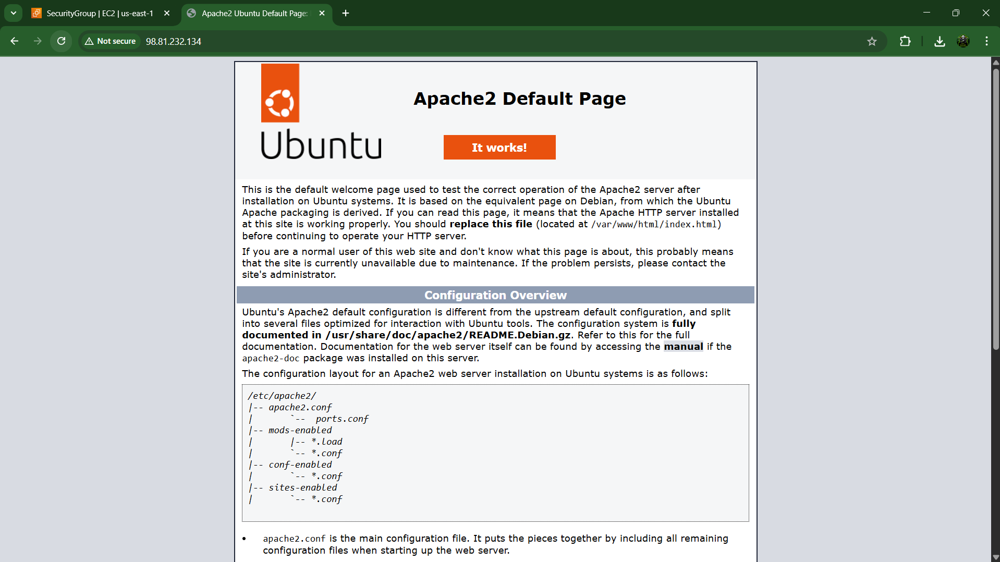 SecurityGroup | EC2 | us-east-1
Apache2 Ubuntu Default Page:
Not secure
98.81.232.134
Apache2 Default Page
Ubuntu
It works!
This is the default welcome page used to test the correct operation of the Apache2 server after
installation on Ubuntu systems. It is based on the equivalent page on Debian, from which the Ubuntu
Apache packaging is derived. If you can read this page, it means that the Apache HTTP server installed
at this site is working properly. You should replace this file (located at /var/www/html/index.html)
before continuing to operate your HTTP server.
If you are a normal user of this web site and don't know what this page is about, this probably means
that the site is currently unavailable due to maintenance. If the problem persists, please contact the
site's administrator.
Configuration Overview
Ubuntu's Apache2 default configuration is different from the upstream default configuration, and split
into several files optimized for interaction with Ubuntu tools. The configuration system is fully
documented in /usr/share/doc/apache2/README.Debian.gz. Refer to this for the full
documentation. Documentation for the web server itself can be found by accessing the manual if the
apache2-doc package was installed on this server.
The configuration layout for an Apache2 web server installation on Ubuntu systems is as follows:
/etc/apache2/
|-- apache2.conf
|       `--  ports.conf
|-- mods-enabled
|       |-- *.load
|       `-- *.conf
|-- conf-enabled
|       `-- *.conf
|-- sites-enabled
|       `-- *.conf
• apache2.conf is the main configuration file. It puts the pieces together by including all remaining
configuration files when starting up the web server.